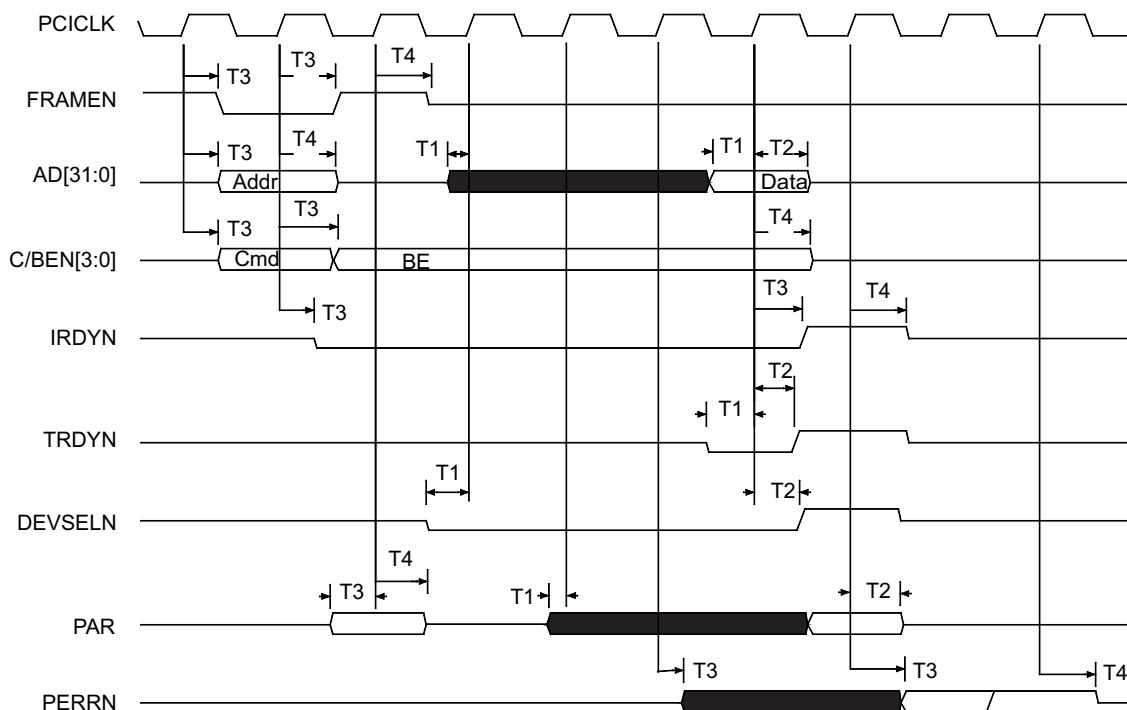 PCICLK
T3 T3 T4
FRAMEN
T3 T4 T1 T1 T2
AD[31:0] Addr Data
T3 T3 T4
C/BEN[3:0] Cmd BE
T3 T3 T4
IRDYN
T2
T1
TRDYN
T1 T2
DEVSELN
T4
T3 T1 T2
PAR
T3 T3 T4
PERRN